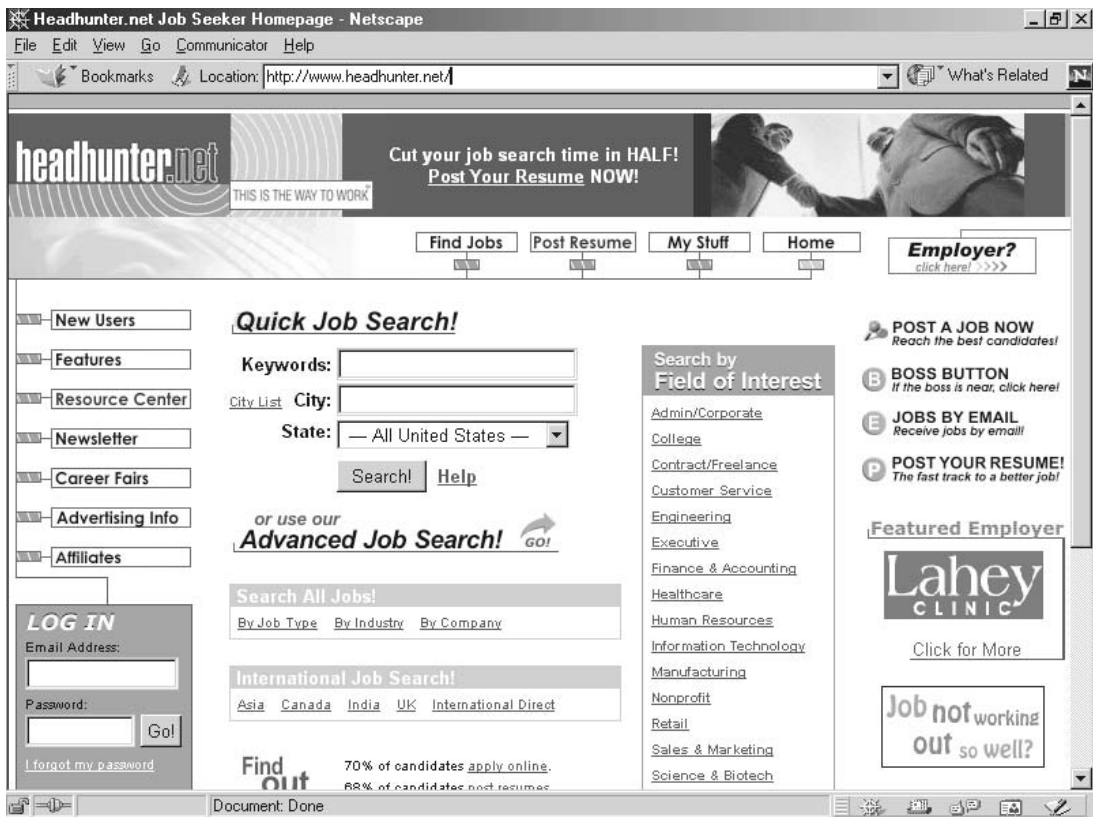 Headhunter.net Job Seeker Homepage - Netscape
File Edit View Go Communicator Help
Bookmarks Location: http://www.headhunter.net/ What's Related N
headhunter.net
THIS IS THE WAY TO WORK
Cut your job search time in HALF!
Post Your Resume NOW!
Find Jobs Post Resume My Stuff Home
Employer?
click here! >>>>
New Users
Features
Resource Center
Newsletter
Career Fairs
Advertising Info
Affiliates
LOG IN
Email Address:
Password:
Go!
I forgot my password
Quick Job Search!
Keywords:
City List City:
State: — All United States —
Search! Help
or use our
Advanced Job Search! GO!
Search All Jobs!
By Job Type By Industry By Company
International Job Search!
Asia Canada India UK International Direct
Find
out
70% of candidates apply online.
68% of candidates post resumes
Search by
Field of Interest
Admin/Corporate
College
Contract/Freelance
Customer Service
Engineering
Executive
Finance & Accounting
Healthcare
Human Resources
Information Technology
Manufacturing
Nonprofit
Retail
Sales & Marketing
Science & Biotech
POST A JOB NOW
Reach the best candidates!
B BOSS BUTTON
If the boss is near, click here!
E JOBS BY EMAIL
Receive jobs by email!
P POST YOUR RESUME!
The fast track to a better job!
Featured Employer
Lahey
CLINIC
Click for More
Job not working
out so well?
Document: Done